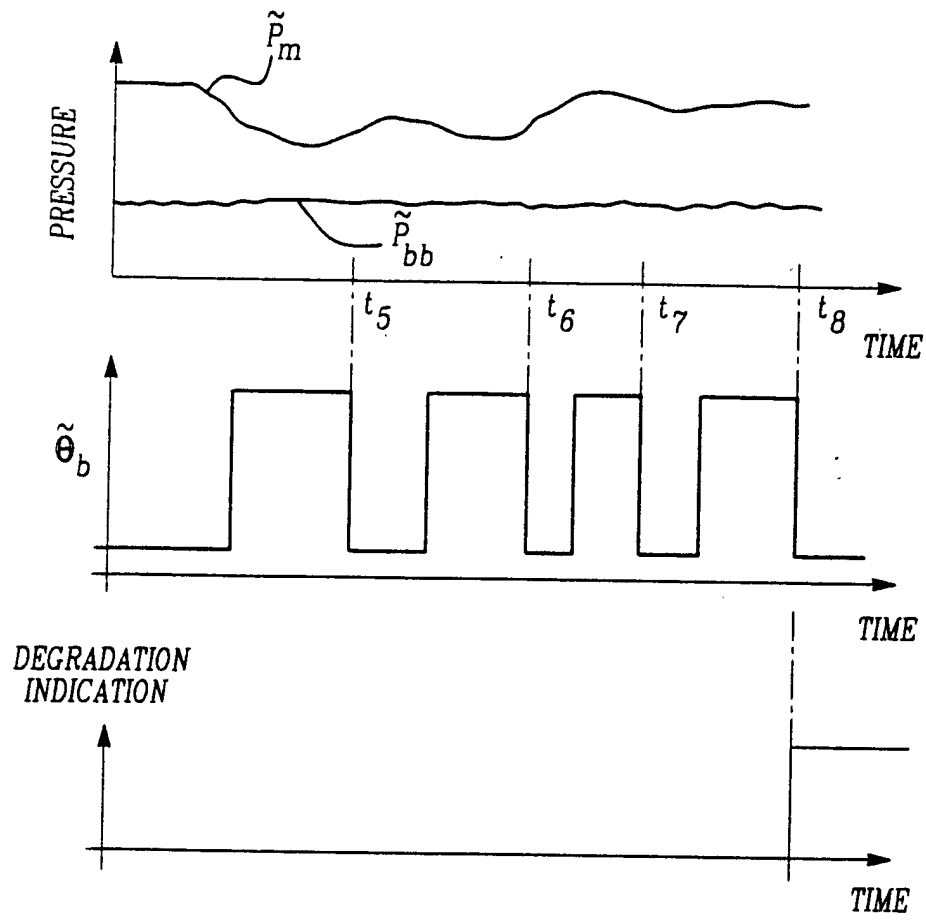 P̃m
PRESSURE
P̃bb
t5
t6
t7
t8
TIME
Θ̃b
TIME
DEGRADATION
INDICATION
TIME